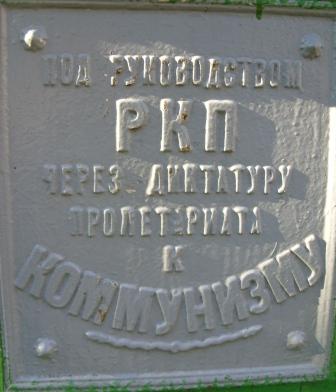 ПОД РУКОВОДСТВОМ
РКП
ЧЕРЕЗ ДИКТАТУРУ
ПРОЛЕТАРИАТА
К
КОММУНИЗМУ